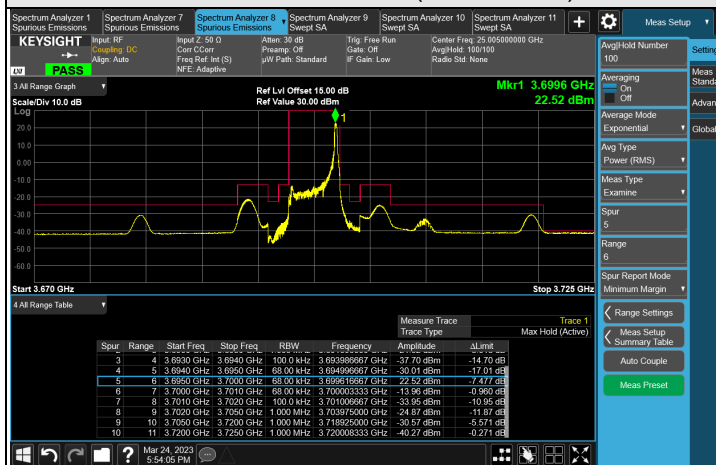 Spectrum Analyzer 1
Spurious Emissions
Spectrum Analyzer 7
Spurious Emissions
Spectrum Analyzer 8
Spurious Emissions
Spectrum Analyzer 9
Swept SA
Spectrum Analyzer 10
Swept SA
Spectrum Analyzer 11
Swept SA
Meas Setup
KEYSIGHT
LXI
PASS
Input: RF
Coupling: DC
Align: Auto
Input Z: 50 Ω
Corr CCorr
Freq Ref: Int (S)
NFE: Adaptive
Atten: 30 dB
Preamp: Off
µW Path: Standard
Trig: Free Run
Gate: Off
IF Gain: Low
Center Freq: 25.005000000 GHz
Avg|Hold: 100/100
Radio Std: None
3 All Range Graph
Scale/Div 10.0 dB
Ref Lvl Offset 15.00 dB
Ref Value 30.00 dBm
Mkr1 3.6996 GHz
22.52 dBm
Log
20.0
10.0
0.00
-10.0
-20.0
-30.0
-40.0
-50.0
-60.0
1
Start 3.670 GHz
Stop 3.725 GHz
4 All Range Table
Measure Trace Trace 1
Trace Type Max Hold (Active)
Spur Range Start Freq Stop Freq RBW Frequency Amplitude ΔLimit
3 4 3.6930 GHz 3.6940 GHz 100.0 kHz 3.693986667 GHz -37.70 dBm -14.70 dB
4 5 3.6940 GHz 3.6950 GHz 68.00 kHz 3.694996667 GHz -30.01 dBm -17.01 dB
5 6 3.6950 GHz 3.7000 GHz 68.00 kHz 3.699616667 GHz 22.52 dBm -7.477 dB
6 7 3.7000 GHz 3.7010 GHz 68.00 kHz 3.700003333 GHz -13.96 dBm -0.960 dB
7 8 3.7010 GHz 3.7020 GHz 100.0 kHz 3.701006667 GHz -33.95 dBm -10.95 dB
8 9 3.7020 GHz 3.7050 GHz 1.000 MHz 3.703975000 GHz -24.87 dBm -11.87 dB
9 10 3.7050 GHz 3.7200 GHz 1.000 MHz 3.718925000 GHz -30.57 dBm -5.571 dB
10 11 3.7200 GHz 3.7250 GHz 1.000 MHz 3.720008333 GHz -40.27 dBm -0.271 dB
Avg|Hold Number
100
Averaging
On
Off
Average Mode
Exponential
Avg Type
Power (RMS)
Meas Type
Examine
Spur
5
Range
6
Spur Report Mode
Minimum Margin
Range Settings
Meas Setup
Summary Table
Auto Couple
Meas Preset
Setting
Meas
Standa
Advan
Global
?
Mar 24, 2023
5:54:05 PM